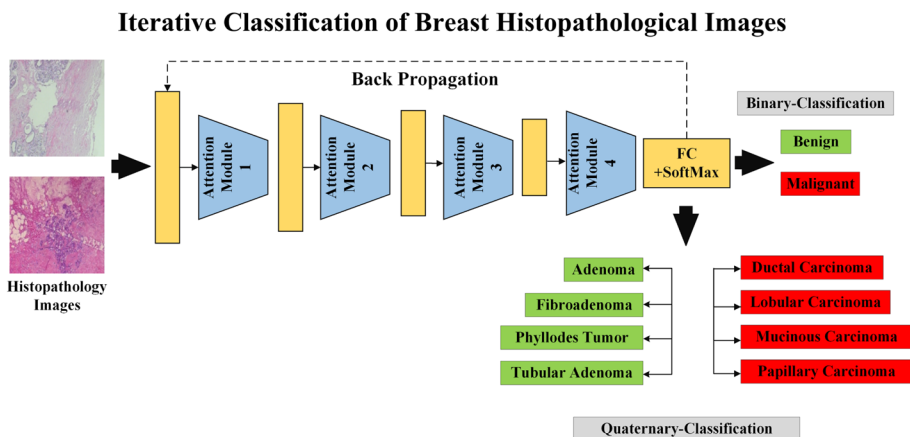 Iterative Classification of Breast Histopathological Images
Back Propagation
Histopathology
Images
Attention
Module
1
Attention
Module
2
Attention
Module
3
Attention
Module
4
FC
+SoftMax
Binary-Classification
Benign
Malignant
Adenoma
Fibroadenoma
Phyllodes Tumor
Tubular Adenoma
Ductal Carcinoma
Lobular Carcinoma
Mucinous Carcinoma
Papillary Carcinoma
Quaternary-Classification